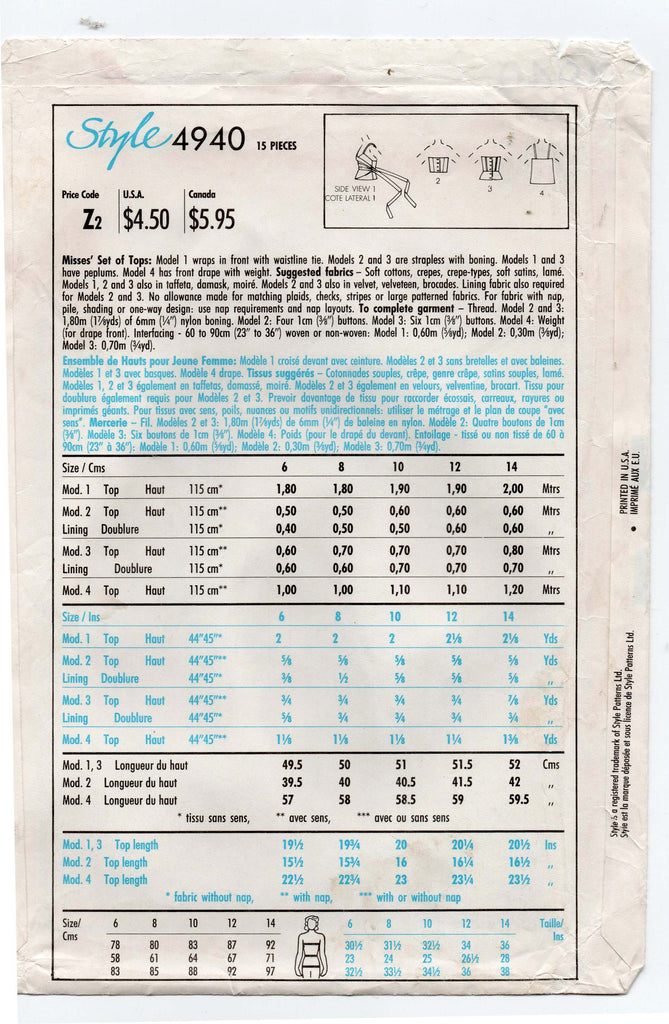 Style 4940 15 PIECES
Price Code U.S.A. Canada
Z2 $4.50 $5.95
SIDE VIEW 1
COTE LATERAL 1
2
3
4
Misses' Set of Tops: Model 1 wraps in front with waistline tie. Models 2 and 3 are strapless with boning. Models 1 and 3
have peplums. Model 4 has front drape with weight. Suggested fabrics – Soft cottons, crepes, crepe-types, soft satins, lamé.
Models 1, 2 and 3 also in taffeta, damask, moiré. Models 2 and 3 also in velvet, velveteen, brocades. Lining fabric also required
for Models 2 and 3. No allowance made for matching plaids, checks, stripes or large patterned fabrics. For fabric with nap,
pile, shading or one-way design: use nap requirements and nap layouts. To complete garment – Thread. Model 2 and 3:
1,80m (1⅞yds) of 6mm (¼") nylon boning. Model 2: Four 1cm (⅜") buttons. Model 3: Six 1cm (⅜") buttons. Model 4: Weight
(for drape front). Interfacing - 60 to 90cm (23" to 36") woven or non-woven: Model 1: 0,60m (⅝yd); Model 2: 0,30m (⅜yd);
Model 3: 0,70m (¾yd).
Ensemble de Hauts pour Jeune Femme: Modèle 1 croisé devant avec ceinture. Modèles 2 et 3 sans bretelles et avec baleines.
Modèles 1 et 3 avec basques. Modèle 4 drape. Tissus suggérés – Cotonnades souples, crêpe, genre crêpe, satins souples, lamé.
Modèles 1, 2 et 3 également en taffetas, damassé, moiré. Modèles 2 et 3 également en velours, velventine, brocart. Tissu pour
doublure également requis pour Modèles 2 et 3. Prevoir davantage de tissu pour raccorder écossais, carreaux, rayures ou
imprimés géants. Pour tissus avec sens, poils, nuances ou motifs unidirectionnels: utiliser le métrage et le plan de coupe "avec
sens". Mercerie – Fil. Modèles 2 et 3: 1,80m (1⅞yds) de 6mm (¼") de baleine en nylon. Modèle 2: Quatre boutons de 1cm
(⅜"). Modèle 3: Six boutons de 1cm (⅜"). Modèle 4: Poids (pour le drapé du devant). Entoilage - tissé ou non tissé de 60 à
90cm (23" à 36"): Modèle 1: 0,60m (⅝yd); Modèle 2: 0,30m (⅜yd); Modèle 3: 0,70m (¾yd).
Size / Cms 6 8 10 12 14
Mod. 1 Top Haut 115 cm* 1,80 1,80 1,90 1,90 2,00 Mtrs
Mod. 2 Top Haut 115 cm** 0,50 0,50 0,60 0,60 0,60 Mtrs
Lining Doublure 115 cm* 0,40 0,50 0,50 0,60 0,60 ,,
Mod. 3 Top Haut 115 cm** 0,60 0,70 0,70 0,70 0,80 Mtrs
Lining Doublure 115 cm* 0,60 0,60 0,70 0,70 0,70 ,,
Mod. 4 Top Haut 115 cm** 1,00 1,00 1,10 1,10 1,20 Mtrs
Size / Ins 6 8 10 12 14
Mod. 1 Top Haut 44"45"* 2 2 2 2⅛ 2⅛ Yds
Mod. 2 Top Haut 44"45"** ⅝ ⅝ ⅝ ⅝ ⅝ Yds
Lining Doublure 44"45"* ⅜ ½ ⅝ ⅝ ⅝ ,,
Mod. 3 Top Haut 44"45"** ¾ ¾ ¾ ¾ ⅞ Yds
Lining Doublure 44"45"* ⅝ ¾ ¾ ¾ ¾ ,,
Mod. 4 Top Haut 44"45"** 1⅛ 1⅛ 1⅛ 1¼ 1⅜ Yds
Mod. 1, 3 Longueur du haut 49.5 50 51 51.5 52 Cms
Mod. 2 Longueur du haut 39.5 40 40.5 41.5 42 ,,
Mod. 4 Longueur du haut 57 58 58.5 59 59.5 ,,
* tissu sans sens, ** avec sens, *** avec ou sans sens
Mod. 1, 3 Top length 19½ 19¾ 20 20¼ 20½ Ins
Mod. 2 Top length 15½ 15¾ 16 16¼ 16½ ,,
Mod. 4 Top length 22½ 22¾ 23 23¼ 23½ ,,
* fabric without nap, ** with nap, *** with or without nap
Size/ 6 8 10 12 14 6 8 10 12 14 Taille/
Cms Ins
78 80 83 87 92 30½ 31½ 32½ 34 36
58 61 64 67 71 23 24 25 26½ 28
83 85 88 92 97 1 32½ 33½ 34½ 36 38
• PRINTED IN U.S.A.
IMPRIMÉ AUX E.U.
Style is a registered trademark of Style Patterns Ltd.
Style est la marque déposée et sous licence de Style Patterns Ltd.